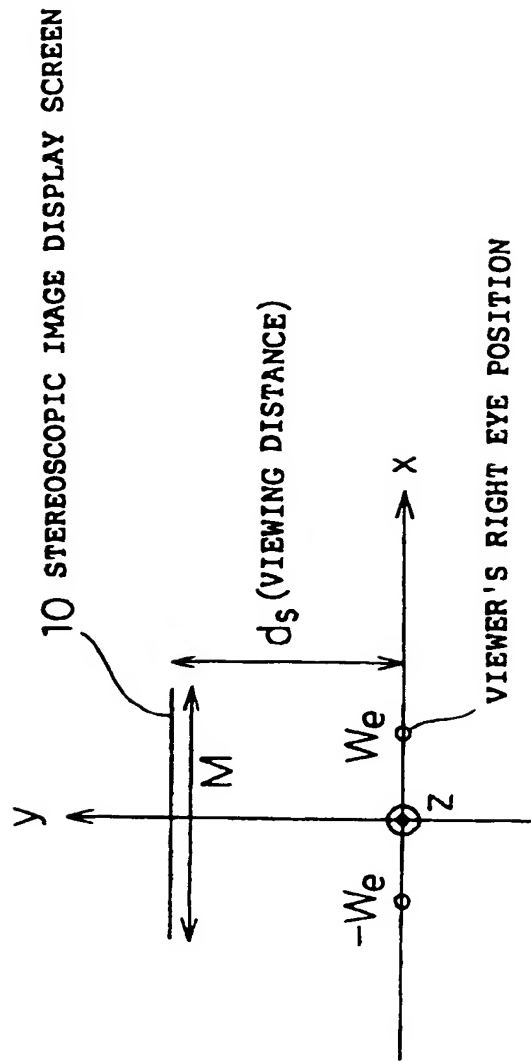 10 STEREOSCOPIC IMAGE DISPLAY SCREEN
y
M
ds (VIEWING DISTANCE)
-We
We
x
z
VIEWER'S RIGHT EYE POSITION